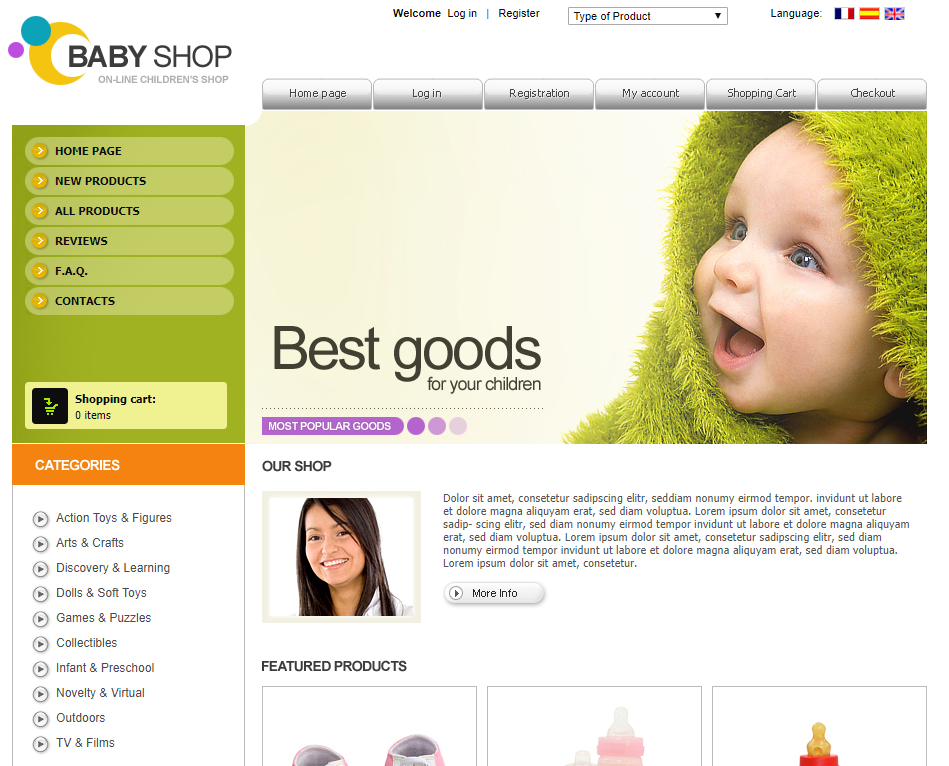 Welcome Log in | Register
Type of Product
Language:
BABY SHOP
ON-LINE CHILDREN'S SHOP
Home page
Log in
Registration
My account
Shopping Cart
Checkout
HOME PAGE
NEW PRODUCTS
ALL PRODUCTS
REVIEWS
F.A.Q.
CONTACTS
Shopping cart:
0 items
Best goods
for your children
MOST POPULAR GOODS
CATEGORIES
Action Toys & Figures
Arts & Crafts
Discovery & Learning
Dolls & Soft Toys
Games & Puzzles
Collectibles
Infant & Preschool
Novelty & Virtual
Outdoors
TV & Films
OUR SHOP
Dolor sit amet, consetetur sadipscing elitr, seddiam nonumy eirmod tempor. invidunt ut labore
et dolore magna aliquyam erat, sed diam voluptua. Lorem ipsum dolor sit amet, consetetur
sadip- scing elitr, sed diam nonumy eirmod tempor invidunt ut labore et dolore magna aliquyam
erat, sed diam voluptua. Lorem ipsum dolor sit amet, consetetur sadipscing elitr, sed diam
nonumy eirmod tempor invidunt ut labore et dolore magna aliquyam erat, sed diam voluptua.
Lorem ipsum dolor sit amet, consetetur.
More Info
FEATURED PRODUCTS